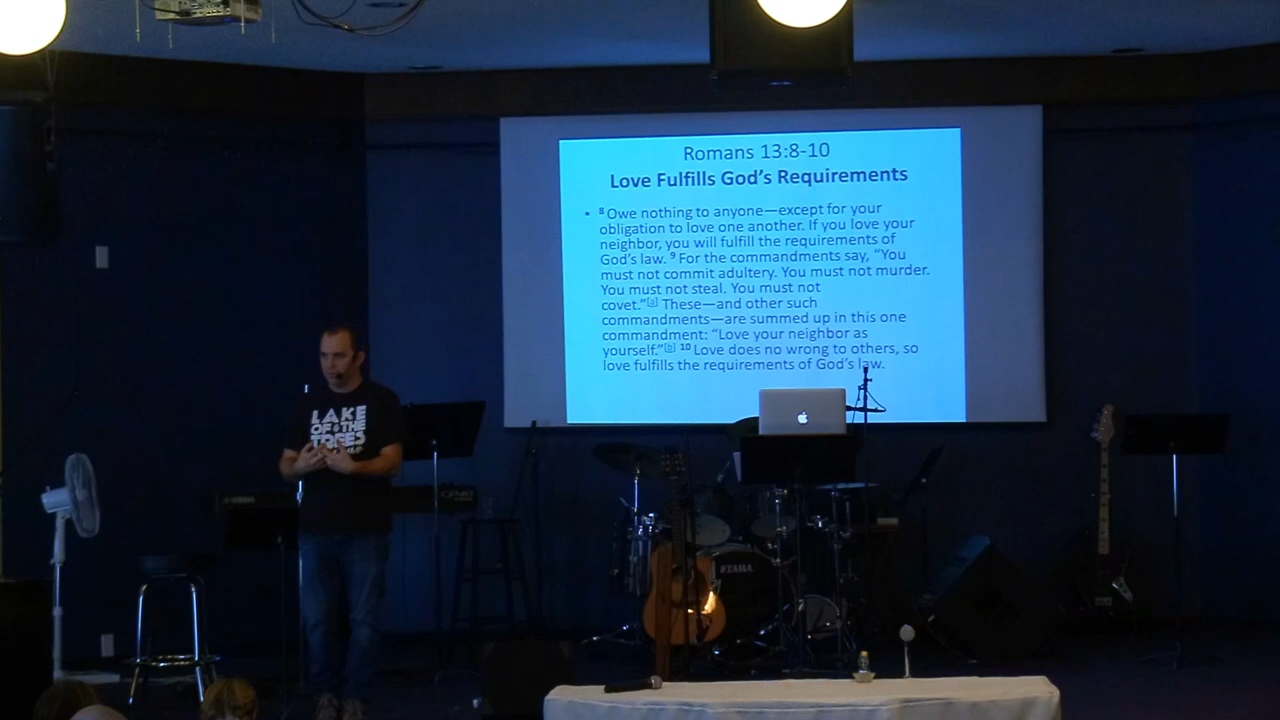 Romans 13:8-10
Love Fulfills God's Requirements
• 8 Owe nothing to anyone—except for your
obligation to love one another. If you love your
neighbor, you will fulfill the requirements of
God's law. 9 For the commandments say, “You
must not commit adultery. You must not murder.
You must not steal. You must not
covet.”[a] These—and other such
commandments—are summed up in this one
commandment: “Love your neighbor as
yourself.”[b] 10 Love does no wrong to others, so
love fulfills the requirements of God's law.
LAKE
OF THE
TREES
YAMAHA
CP40
TAMA